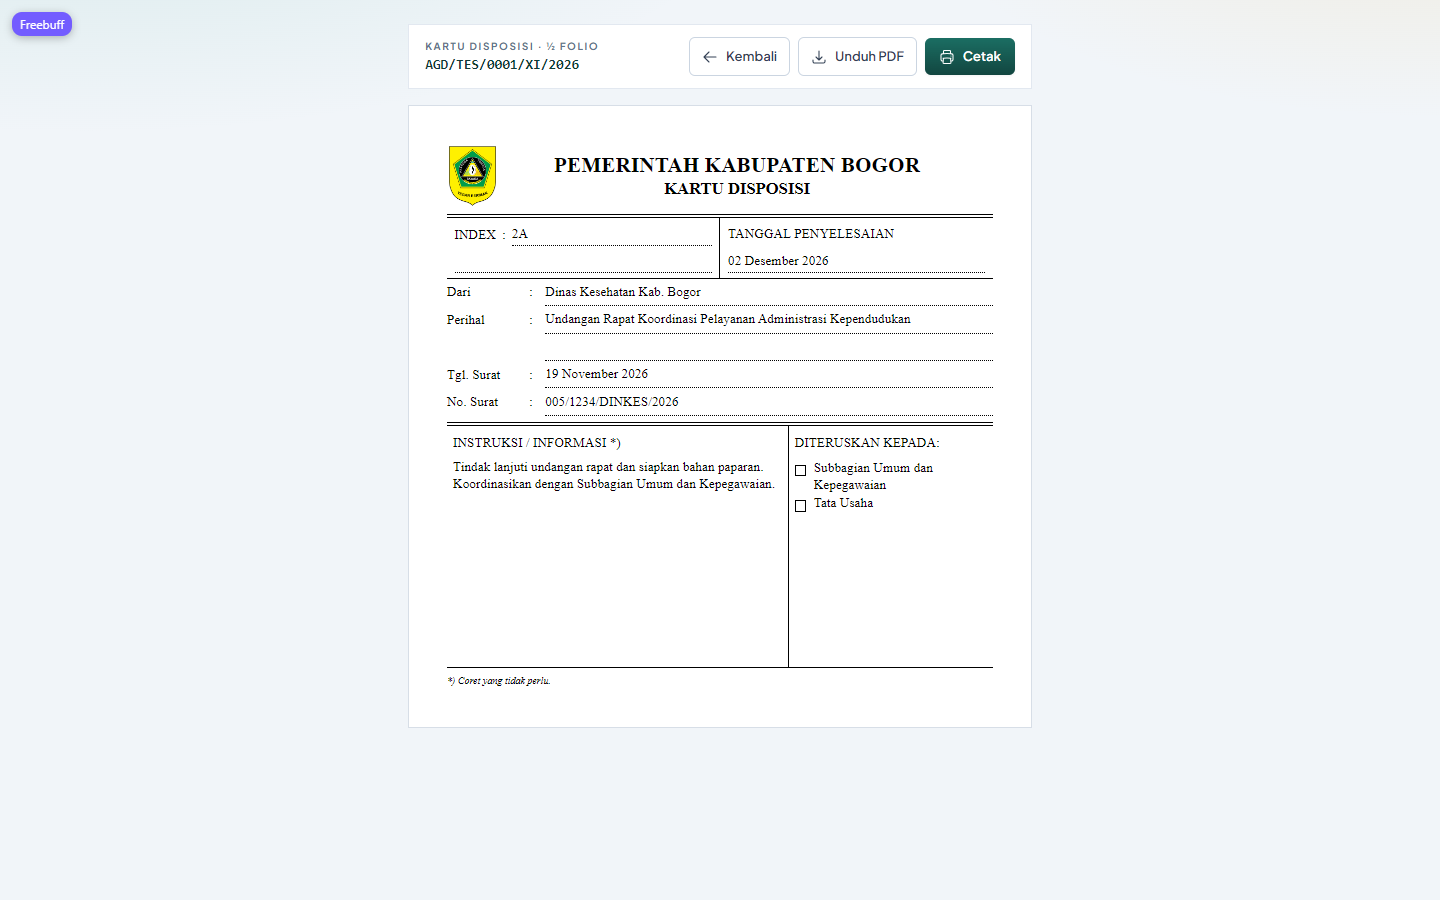 Freebuff
KARTU DISPOSISI · ½ FOLIO
AGD/TES/0001/XI/2026
Kembali
Unduh PDF
Cetak
PEMERINTAH KABUPATEN BOGOR
KARTU DISPOSISI
INDEX : 2A
TANGGAL PENYELESAIAN
02 Desember 2026
Dari : Dinas Kesehatan Kab. Bogor
Perihal : Undangan Rapat Koordinasi Pelayanan Administrasi Kependudukan
Tgl. Surat : 19 November 2026
No. Surat : 005/1234/DINKES/2026
INSTRUKSI / INFORMASI *)
Tindak lanjuti undangan rapat dan siapkan bahan paparan.
Koordinasikan dengan Subbagian Umum dan Kepegawaian.
DITERUSKAN KEPADA:
Subbagian Umum dan
Kepegawaian
Tata Usaha
*) Coret yang tidak perlu.